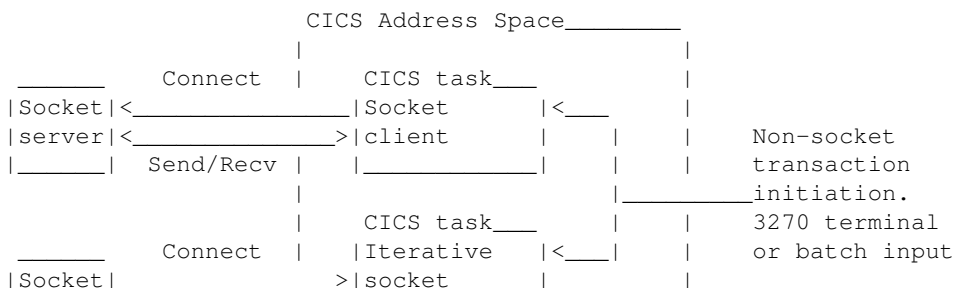 CICS Address Space
Connect CICS task
Socket Socket
server client Non-socket
Send/Recv transaction
initiation.
CICS task 3270 terminal
Connect Iterative or batch input
Socket socket